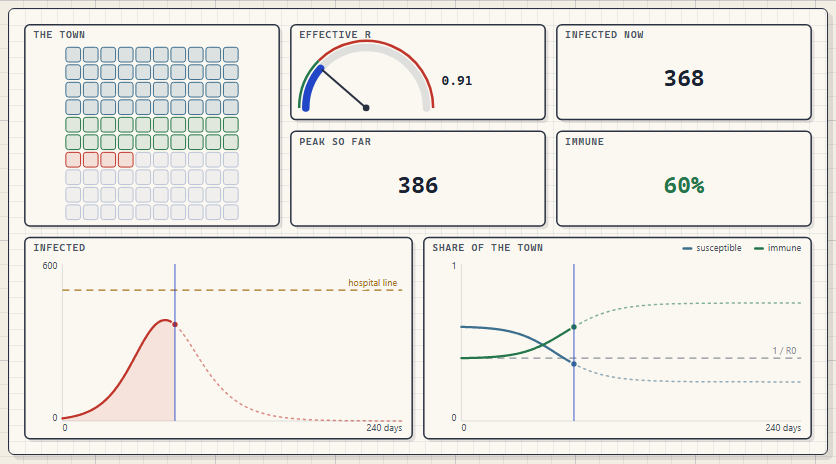 THE TOWN
EFFECTIVE R
0.91
INFECTED NOW
368
PEAK SO FAR
386
IMMUNE
60%
INFECTED
600
hospital line
0
0
240 days
SHARE OF THE TOWN
susceptible
immune
1
1 / R0
0
0
240 days